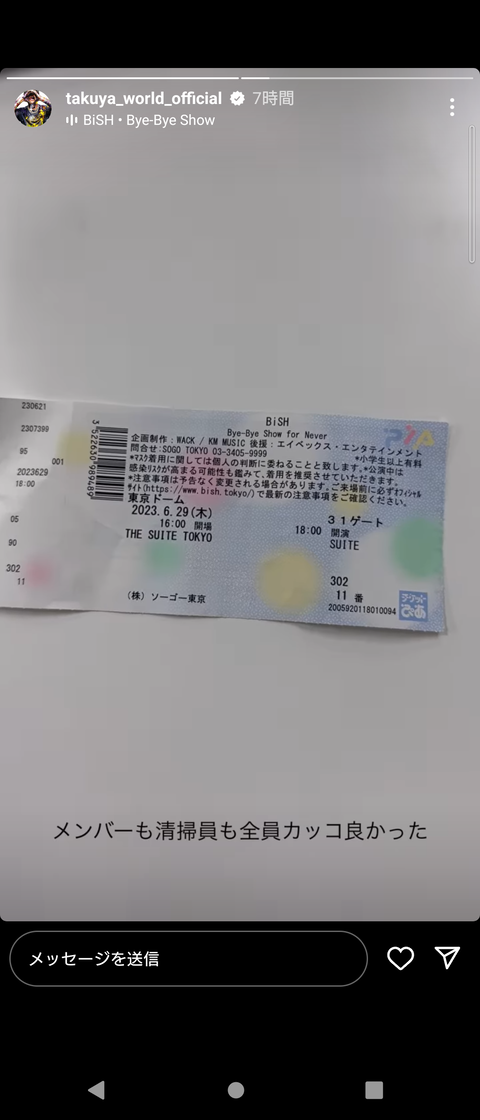 takuya_world_official 7時間
BiSH • Bye-Bye Show
230621
2307399
95
001
2023629
18:00
05
90
302
11
3522630989489
BiSH
Bye-Bye Show for Never
企画制作：WACK / KM MUSIC 後援：エイベックス・エンタテインメント
問合せ:SOGO TOKYO 03-3405-9999 *小学生以上有料
*マスク着用に関しては個人の判断に委ねることと致します。*公演中は
感染リスクが高まる可能性も鑑みて、着用を推奨させていただきます。
*注意事項は予告なく変更される場合があります。ご来場前に必ずオフィシャル
サイト(https://www.bish.tokyo/)で最新の注意事項をご確認ください。
東京ドーム
2023. 6.29(木) 31ゲート
16:00 開場 18:00 開演
THE SUITE TOKYO SUITE
302
11 番
(株) ソーゴー東京 2005920118010094
PIA
チケット
ぴあ
メンバーも清掃員も全員カッコ良かった
メッセージを送信